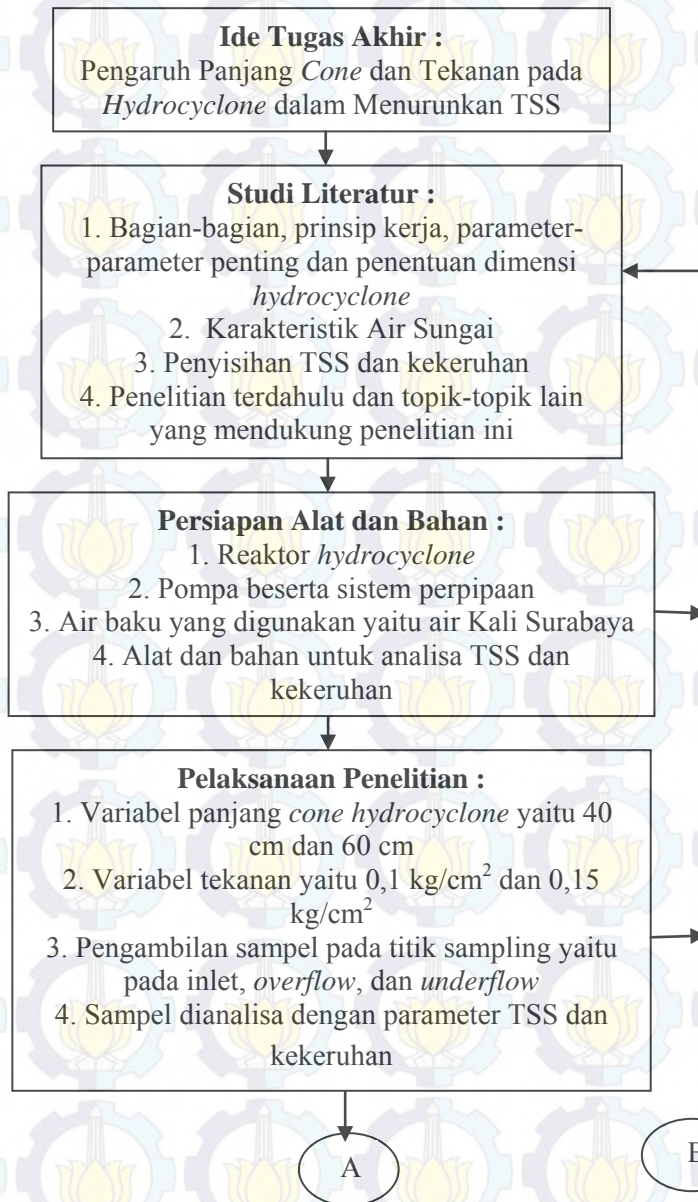 Ide Tugas Akhir :
Pengaruh Panjang Cone dan Tekanan pada
Hydrocyclone dalam Menurunkan TSS
Studi Literatur :
1. Bagian-bagian, prinsip kerja, parameter-
parameter penting dan penentuan dimensi
hydrocyclone
2. Karakteristik Air Sungai
3. Penyisihan TSS dan kekeruhan
4. Penelitian terdahulu dan topik-topik lain
yang mendukung penelitian ini
Persiapan Alat dan Bahan :
1. Reaktor hydrocyclone
2. Pompa beserta sistem perpipaan
3. Air baku yang digunakan yaitu air Kali Surabaya
4. Alat dan bahan untuk analisa TSS dan
kekeruhan
Pelaksanaan Penelitian :
1. Variabel panjang cone hydrocyclone yaitu 40
cm dan 60 cm
2. Variabel tekanan yaitu 0,1 kg/cm² dan 0,15
kg/cm²
3. Pengambilan sampel pada titik sampling yaitu
pada inlet, overflow, dan underflow
4. Sampel dianalisa dengan parameter TSS dan
kekeruhan
A